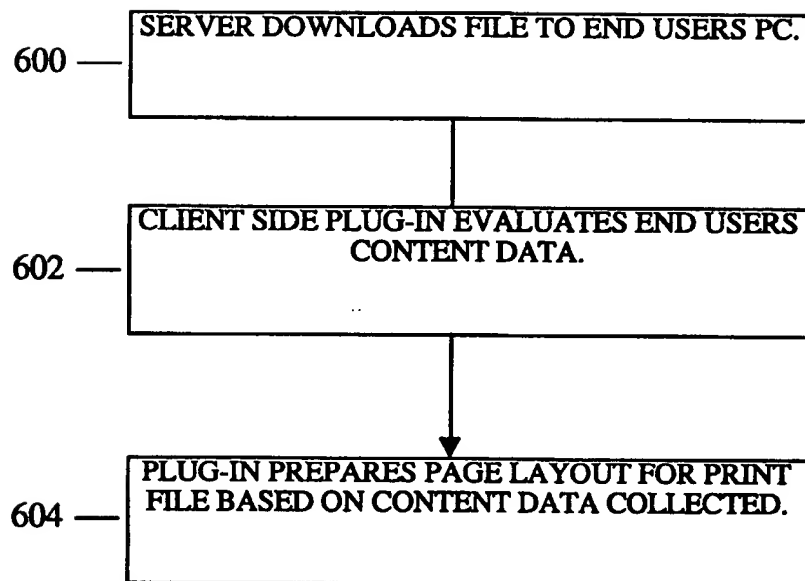 SERVER DOWNLOADS FILE TO END USERS PC.
600
CLIENT SIDE PLUG-IN EVALUATES END USERS
CONTENT DATA.
602
PLUG-IN PREPARES PAGE LAYOUT FOR PRINT
FILE BASED ON CONTENT DATA COLLECTED.
604